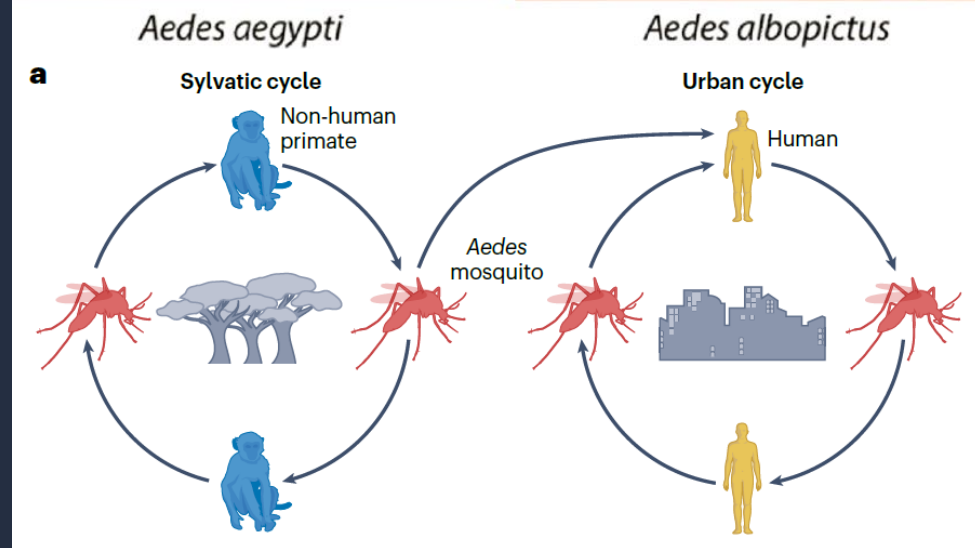 Aedes aegypti
Aedes albopictus
a
Sylvatic cycle
Urban cycle
Non-human
primate
Human
Aedes
mosquito